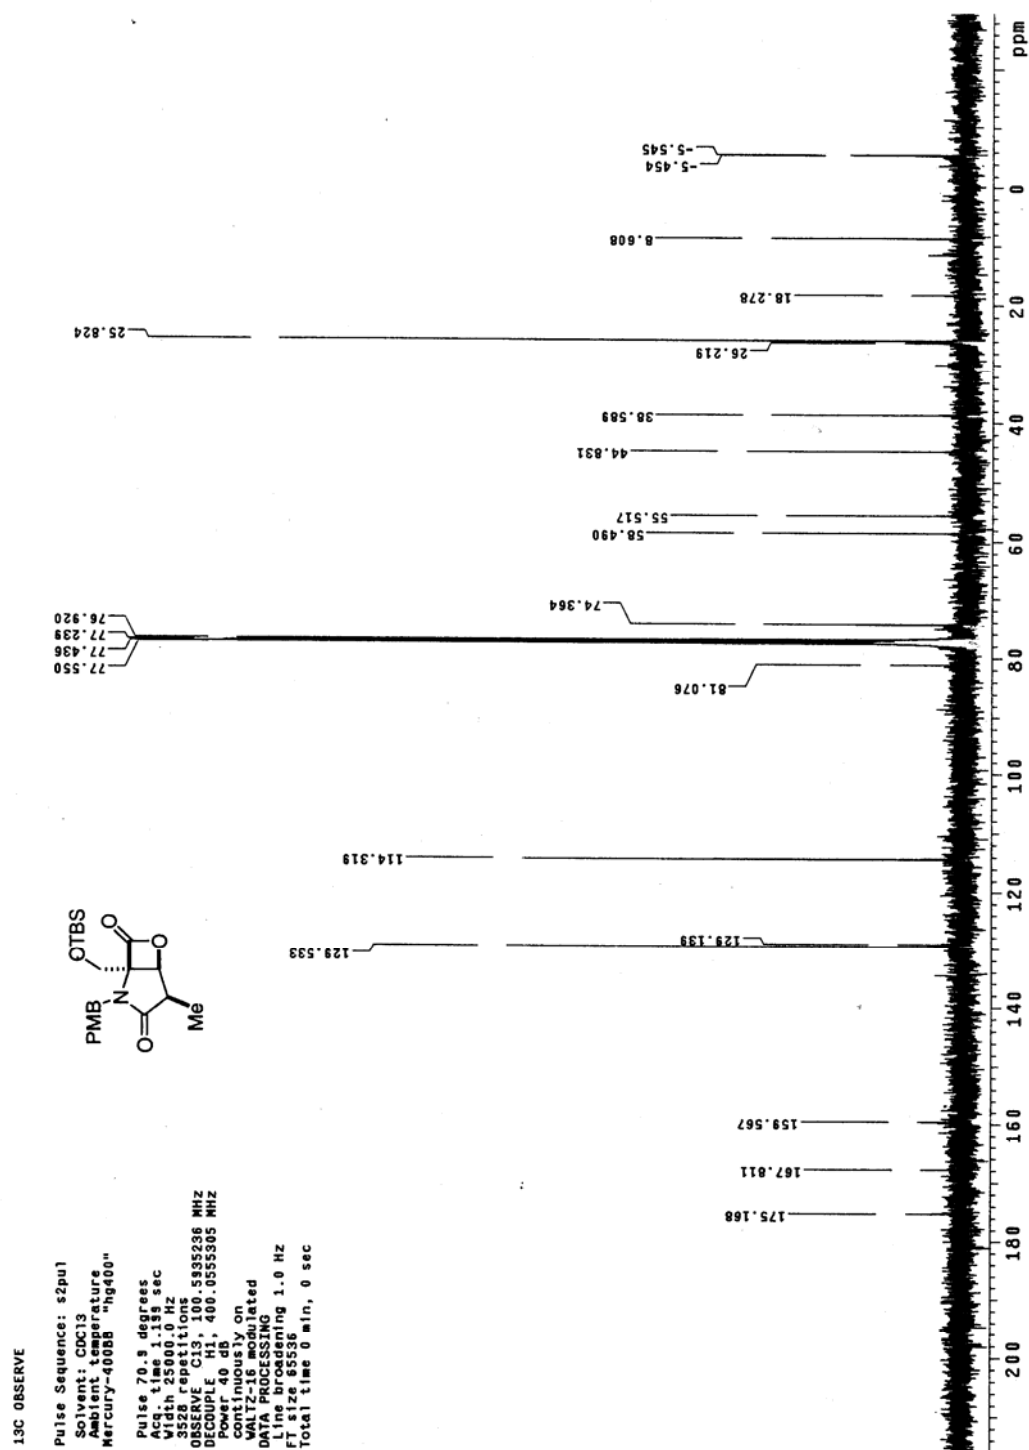 13C OBSERVE
Pulse Sequence: s2pul
Solvent: CDCl3
Ambient temperature
Mercury-400BB "hg400"
Pulse 70.9 degrees
Acq. time 1.199 sec
Width 25000.0 Hz
3528 repetitions
OBSERVE C13, 100.5935236 MHz
DECOUPLE H1, 400.0555305 MHz
Power 40 dB
continuously on
WALTZ-16 modulated
DATA PROCESSING
Line broadening 1.0 Hz
FT size 65536
Total time 0 min, 0 sec
PMB
OTBS
O
O
N
O
Me
175.168
167.811
159.567
129.533
129.139
114.319
81.076
77.550
77.436
77.239
76.920
74.364
58.490
55.517
44.831
38.589
26.219
25.824
18.278
8.608
-5.454
-5.545
200
180
160
140
120
100
80
60
40
20
0
ppm